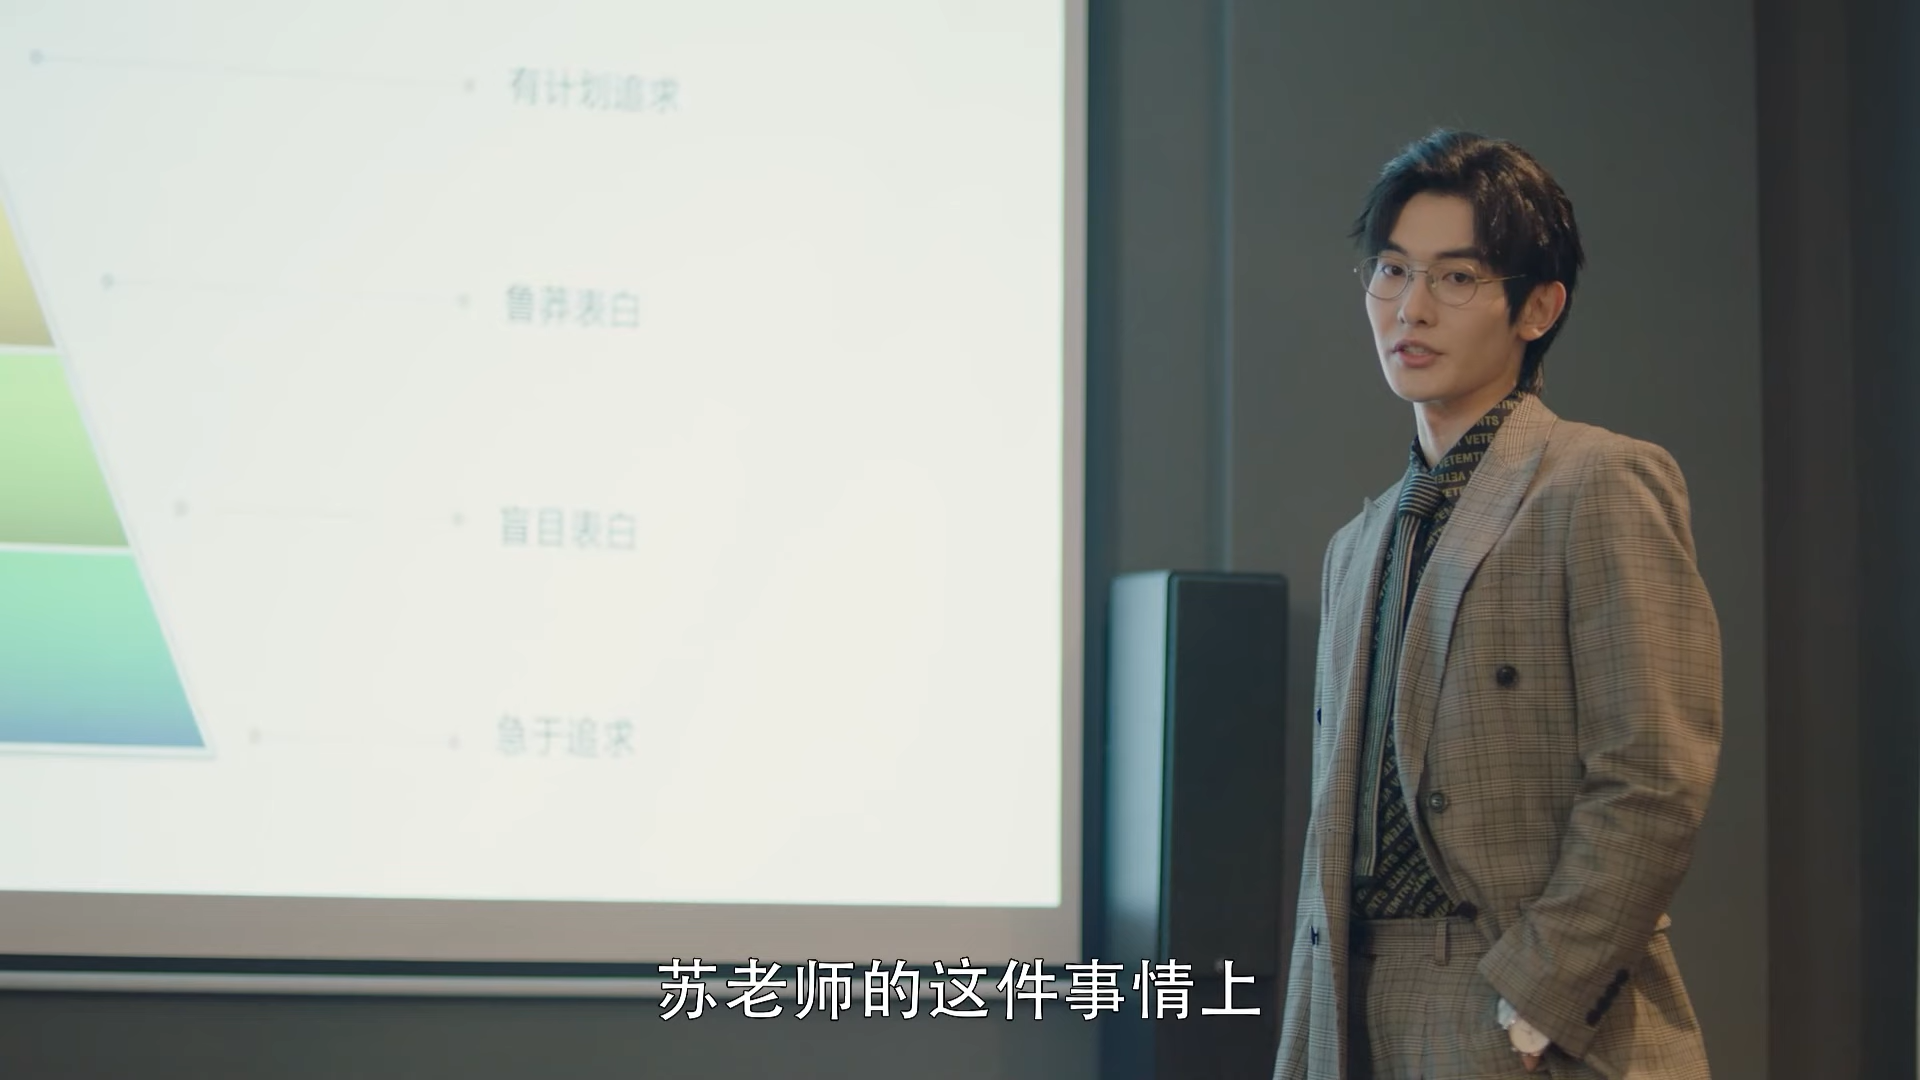 有计划追求
鲁莽表白
盲目表白
急于追求
苏老师的这件事情上